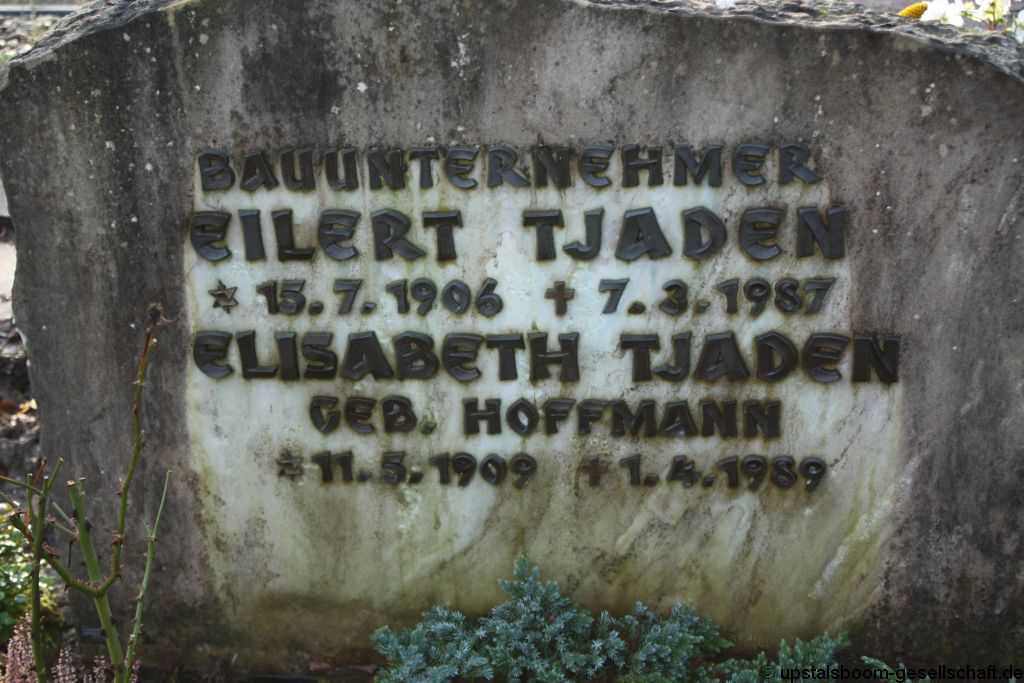 BAUUNTERNEHMER
EILERT TJADEN
* 15.7.1906 † 7.3.1987
ELISABETH TJADEN
GEB. HOFFMANN
* 11.5.1909 † 1.4.1989
© upstalsboom-gesellschaft.de